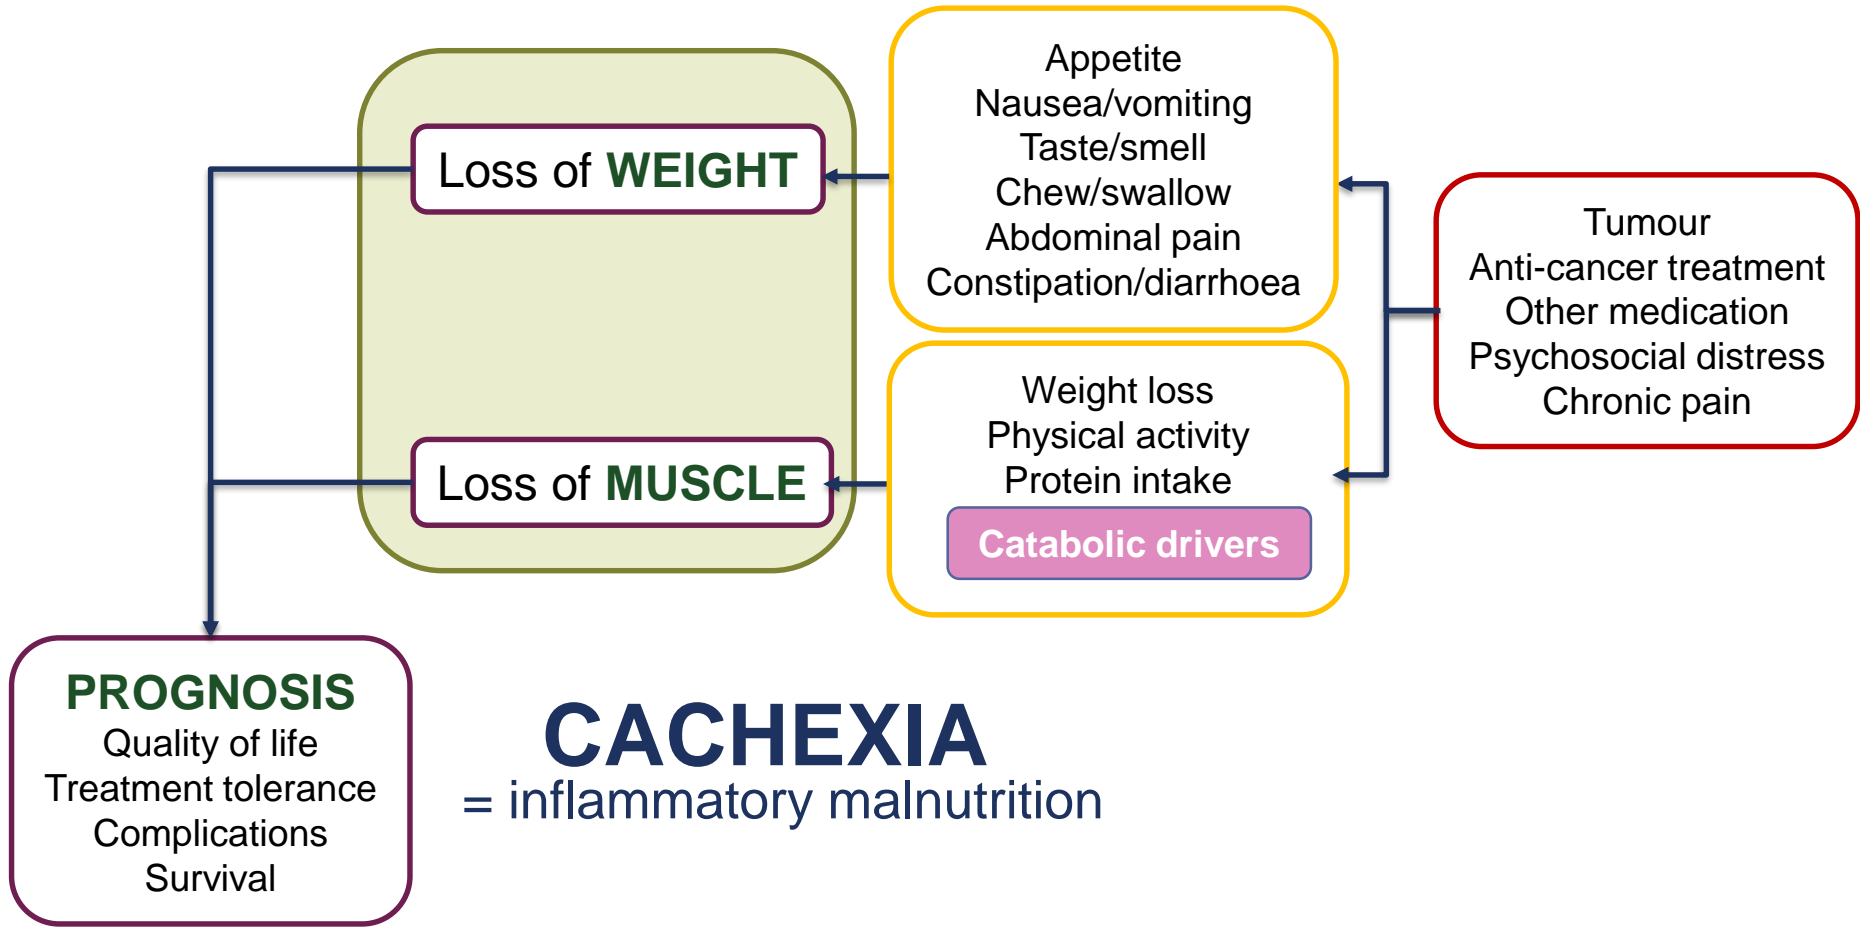 Loss of WEIGHT
Loss of MUSCLE
Appetite
Nausea/vomiting
Taste/smell
Chew/swallow
Abdominal pain
Constipation/diarrhoea
Weight loss
Physical activity
Protein intake
Catabolic drivers
Tumour
Anti-cancer treatment
Other medication
Psychosocial distress
Chronic pain
PROGNOSIS
Quality of life
Treatment tolerance
Complications
Survival
CACHEXIA
= inflammatory malnutrition